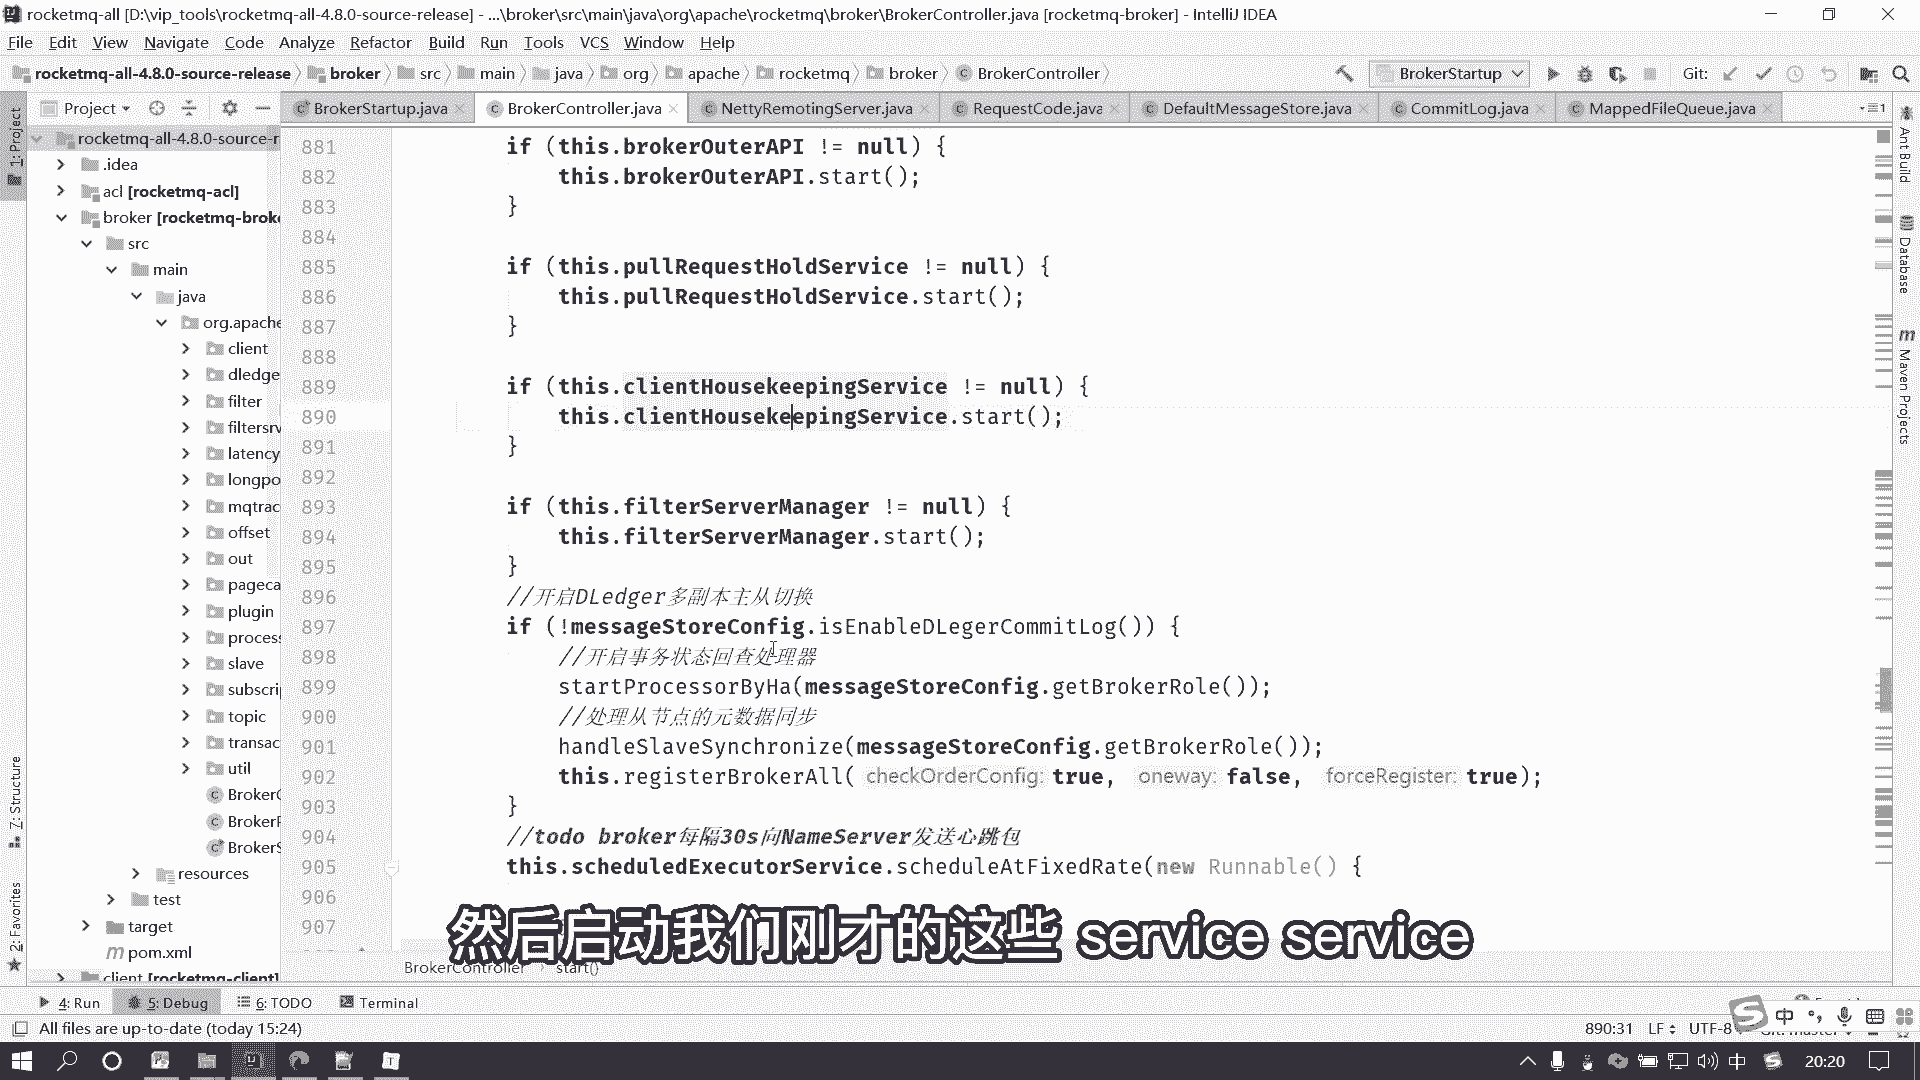 rocketmq-all [D:\vip_tools\rocketmq-all-4.8.0-source-release] - ...\broker\src\main\java\org\apache\rocketmq\broker\BrokerController.java [rocketmq-broker] - IntelliJ IDEA
File Edit View Navigate Code Analyze Refactor Build Run Tools VCS Window Help
rocketmq-all-4.8.0-source-release broker src main java org apache rocketmq broker BrokerController BrokerStartup Git:
Project BrokerStartup.java BrokerController.java NettyRemotingServer.java RequestCode.java DefaultMessageStore.java CommitLog.java MappedFileQueue.java
1: Project
7: Structure
2: Favorites
rocketmq-all-4.8.0-source-r
.idea
acl [rocketmq-acl]
broker [rocketmq-broke
src
main
java
org.apache
client
dledge
filter
filtersrv
latency
longpo
mqtrac
offset
out
pageca
plugin
process
slave
subscri
topic
transac
util
BrokerC
BrokerP
BrokerS
resources
test
target
pom.xml
client [rocketmq-client]
881 if (this.brokerOuterAPI != null) {
882 this.brokerOuterAPI.start();
883 }
884
885 if (this.pullRequestHoldService != null) {
886 this.pullRequestHoldService.start();
887 }
888
889 if (this.clientHousekeepingService != null) {
890 this.clientHousekeepingService.start();
891 }
892
893 if (this.filterServerManager != null) {
894 this.filterServerManager.start();
895 }
896 //开启DLedger多副本主从切换
897 if (!messageStoreConfig.isEnableDLegerCommitLog()) {
898 //开启事务状态回查处理器
899 startProcessorByHa(messageStoreConfig.getBrokerRole());
900 //处理从节点的元数据同步
901 handleSlaveSynchronize(messageStoreConfig.getBrokerRole());
902 this.registerBrokerAll( checkOrderConfig: true, oneway: false, forceRegister: true);
903 }
904 //todo broker每隔30s向NameServer发送心跳包
905 this.scheduledExecutorService.scheduleAtFixedRate(new Runnable() {
906
907
然后启动我们刚才的这些 service service
BrokerController start()
Ant Build
Database
Maven Projects
4: Run 5: Debug 6: TODO Terminal
All files are up-to-date (today 15:24) 890:31 LF UTF-8 Git: master
中
中 20:20